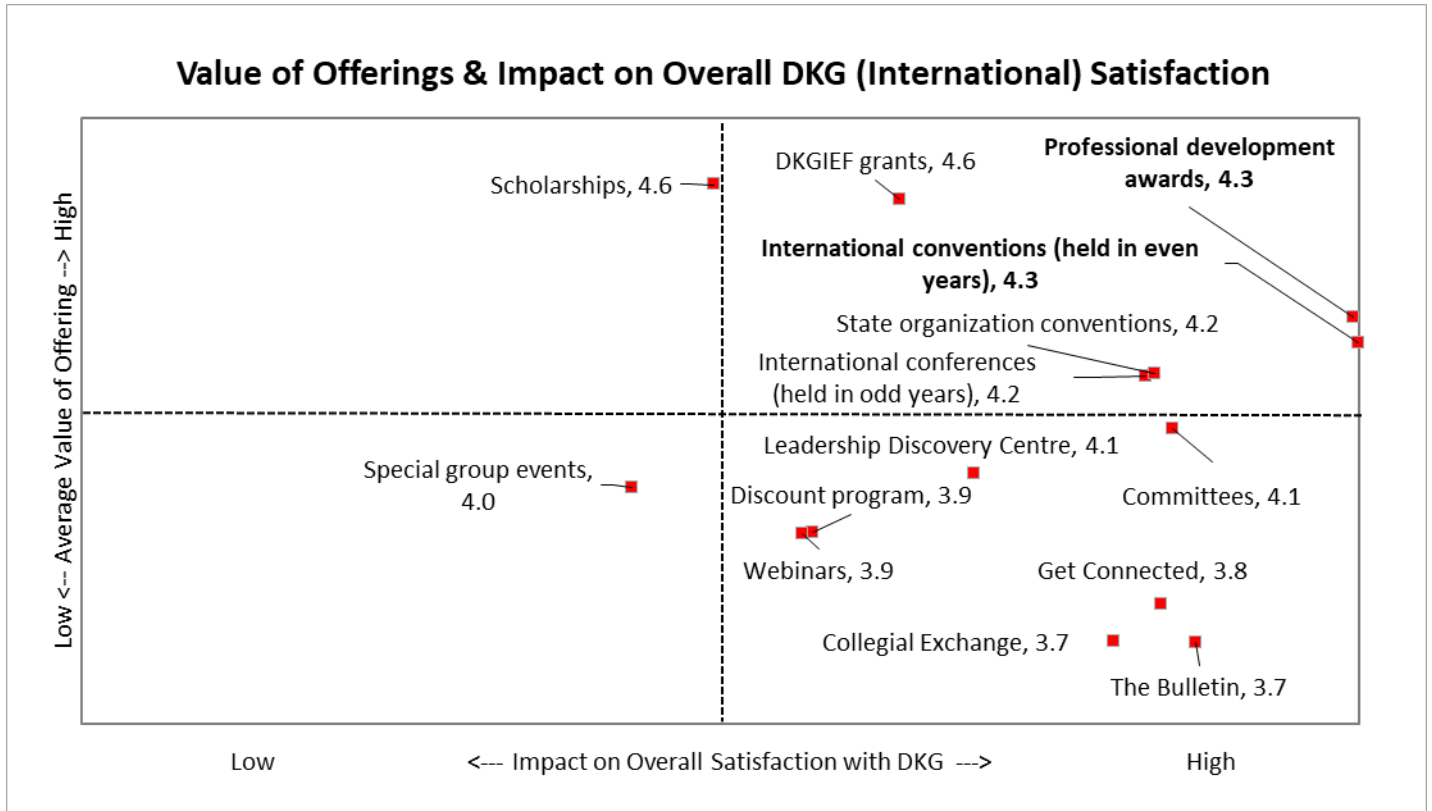 Value of Offerings & Impact on Overall DKG (International) Satisfaction
Low <-- Average Value of Offering --> High
Scholarships, 4.6
DKGIEF grants, 4.6
Professional development
awards, 4.3
International conventions (held in even
years), 4.3
State organization conventions, 4.2
International conferences
(held in odd years), 4.2
Leadership Discovery Centre, 4.1
Special group events,
4.0
Discount program, 3.9
Committees, 4.1
Webinars, 3.9
Get Connected, 3.8
Collegial Exchange, 3.7
The Bulletin, 3.7
Low <--- Impact on Overall Satisfaction with DKG ---> High